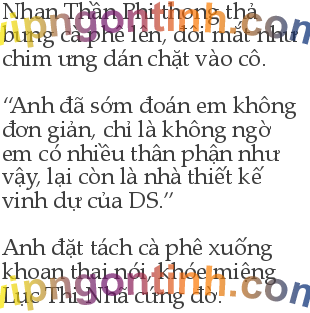 Nhan Thần Phi thong thả
bưng cà phê lên, đôi mắt như
chim ưng dán chặt vào cô.
“Anh đã sớm đoán em không
đơn giản, chỉ là không ngờ
em có nhiều thân phận như
vậy, lại còn là nhà thiết kế
vinh dự của DS.”
Anh đặt tách cà phê xuống
khoan thai nói, khóe miệng
Lục Thi Nhã cứng đờ.
vipngontinh.com
vipngontinh.com